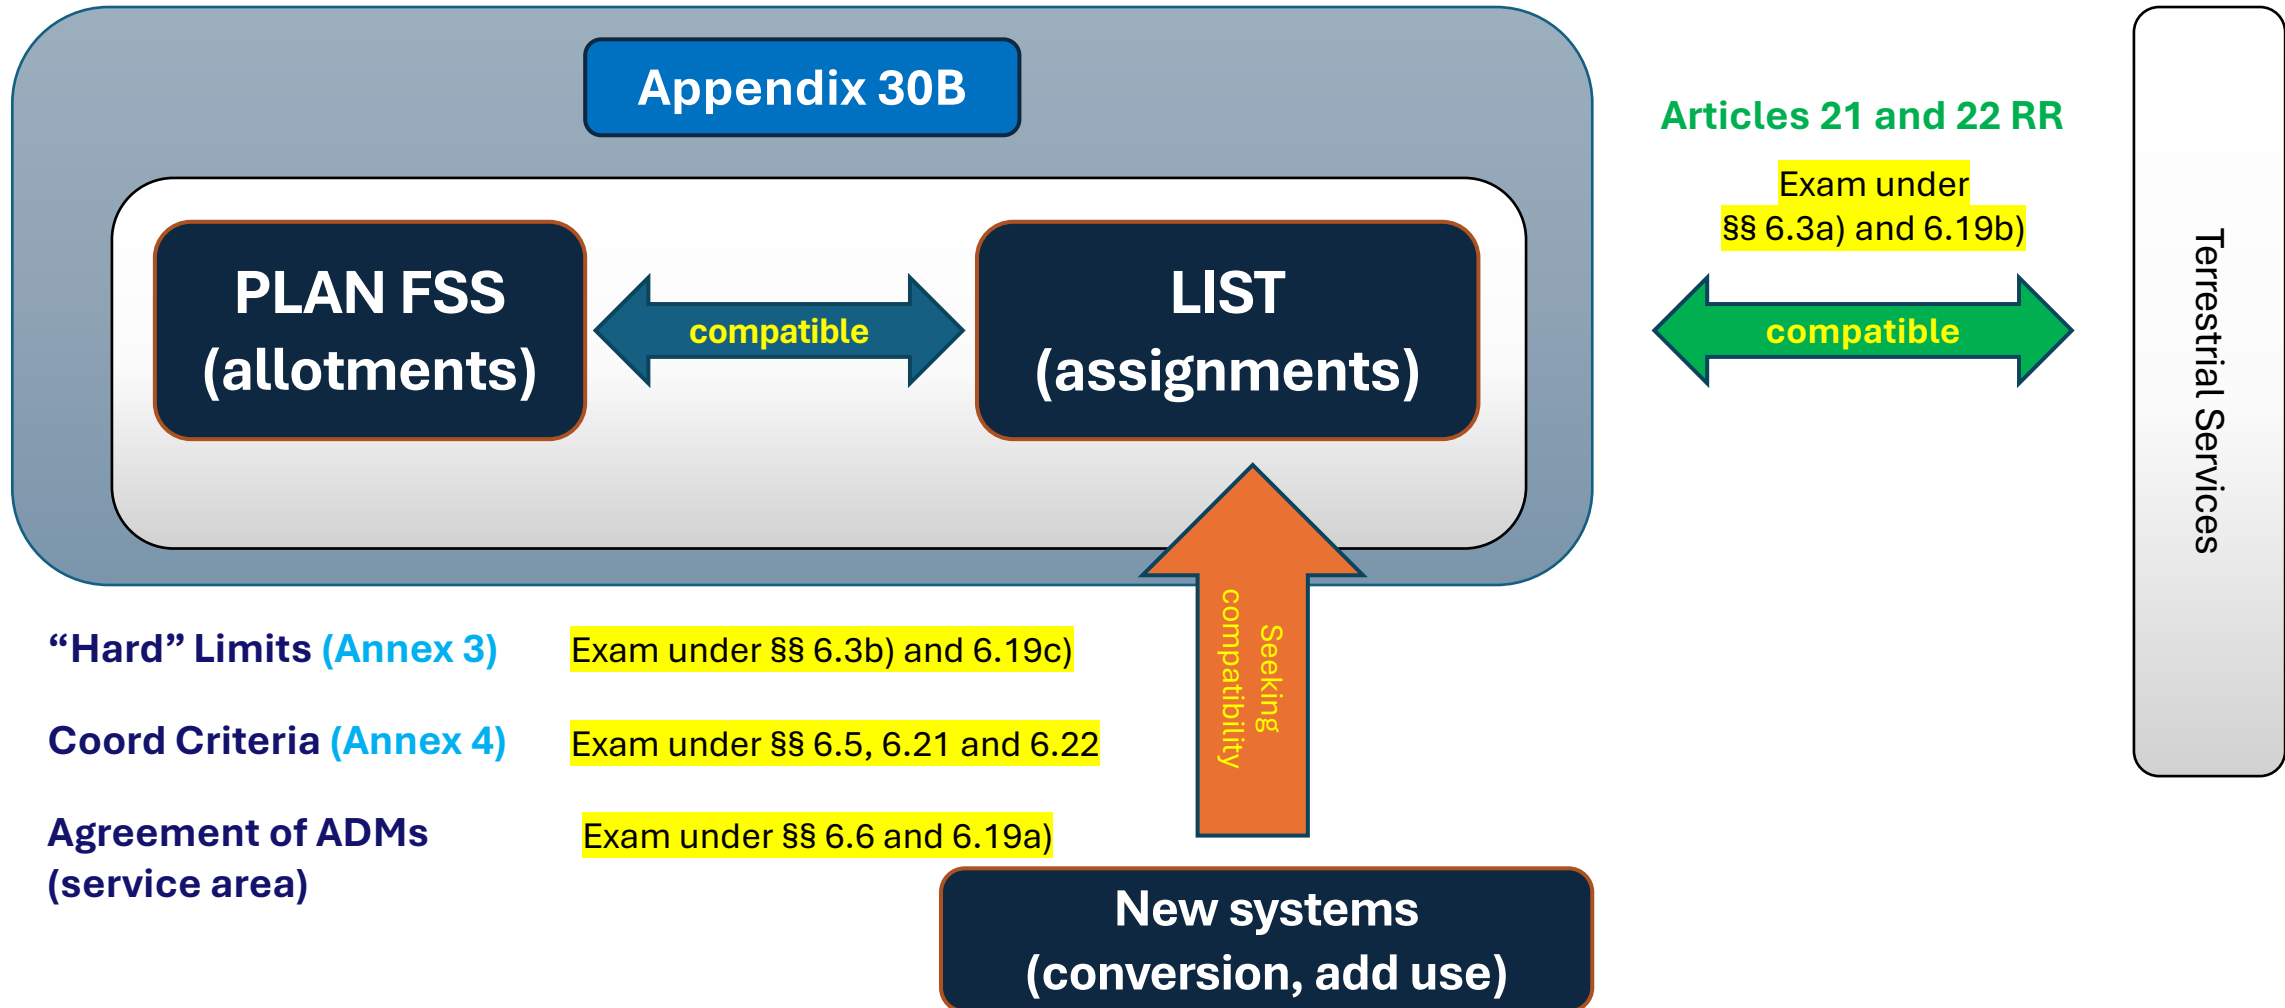 Appendix 30B
PLAN FSS
(allotments)
compatible
LIST
(assignments)
Articles 21 and 22 RR
Exam under
§§ 6.3a) and 6.19b)
compatible
Terrestrial Services
“Hard” Limits (Annex 3)
Exam under §§ 6.3b) and 6.19c)
Coord Criteria (Annex 4)
Exam under §§ 6.5, 6.21 and 6.22
Agreement of ADMs
(service area)
Exam under §§ 6.6 and 6.19a)
Seeking
compatibility
New systems
(conversion, add use)